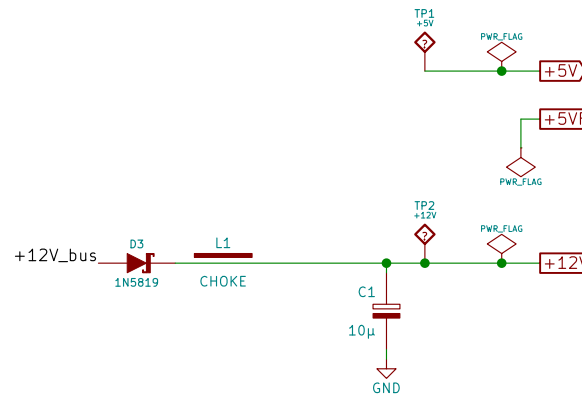 TP1
+5V
?
PWR_FLAG
+5V
+5VF
PWR_FLAG
TP2
+12V
?
PWR_FLAG
+12V_bus
D3
1N5819
L1
CHOKE
+12V
C1
10µ
GND